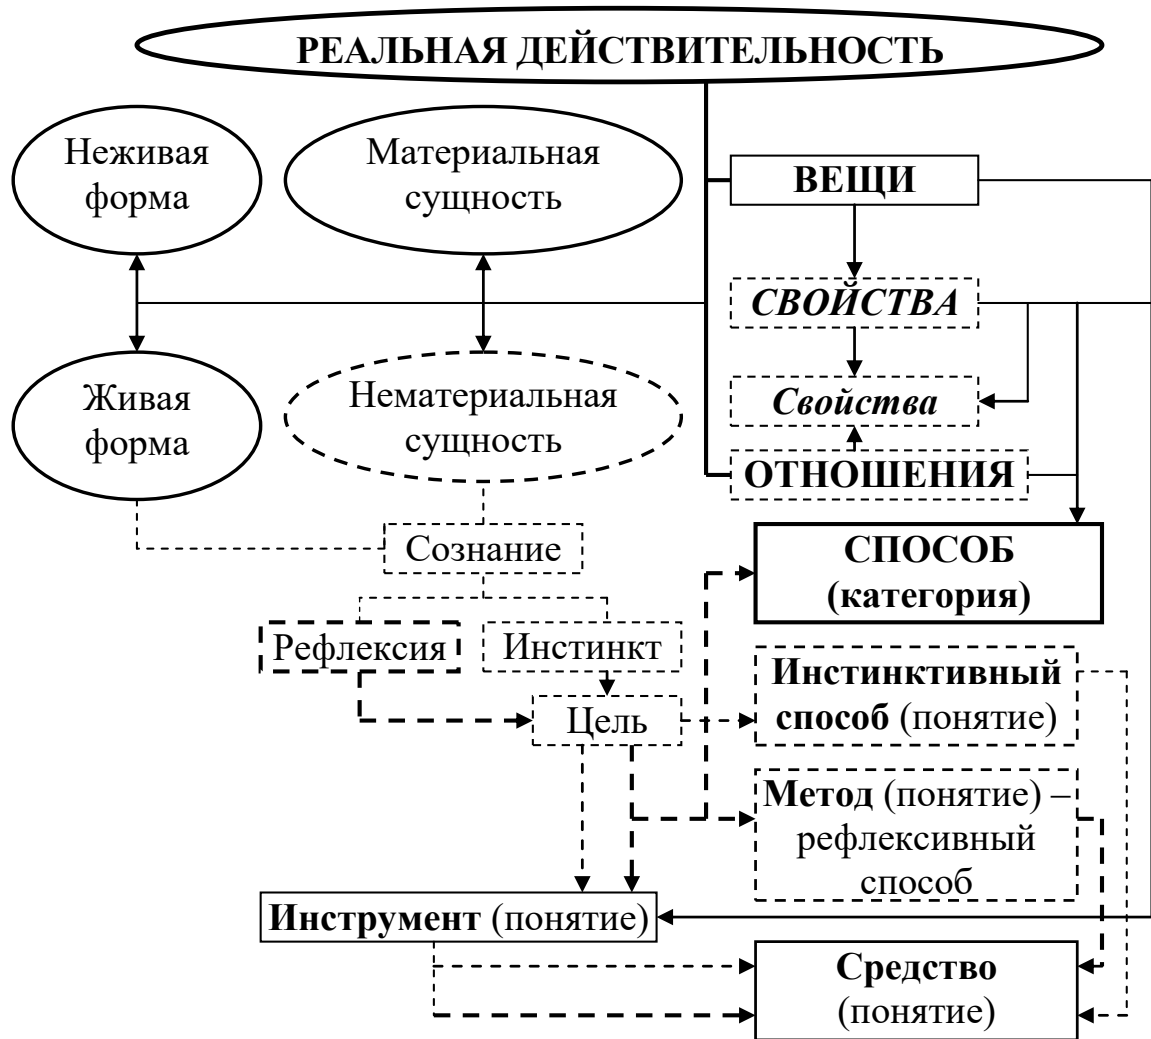 РЕАЛЬНАЯ ДЕЙСТВИТЕЛЬНОСТЬ
Неживая
форма
Материальная
сущность
ВЕЩИ
СВОЙСТВА
Живая
форма
Нематериальная
сущность
Свойства
ОТНОШЕНИЯ
Сознание
СПОСОБ
(категория)
Рефлексия
Инстинкт
Цель
Инстинктивный
способ (понятие)
Метод (понятие) –
рефлексивный
способ
Инструмент (понятие)
Средство
(понятие)